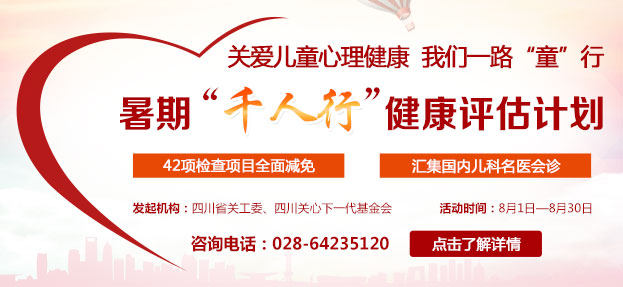 关爱儿童心理健康 我们一路“童”行
暑期“千人行”健康评估计划
42项检查项目全面减免 汇集国内儿科名医会诊
发起机构：四川省关工委、四川关心下一代基金会 活动时间：8月1日—8月30日
咨询电话：028-64235120 点击了解详情